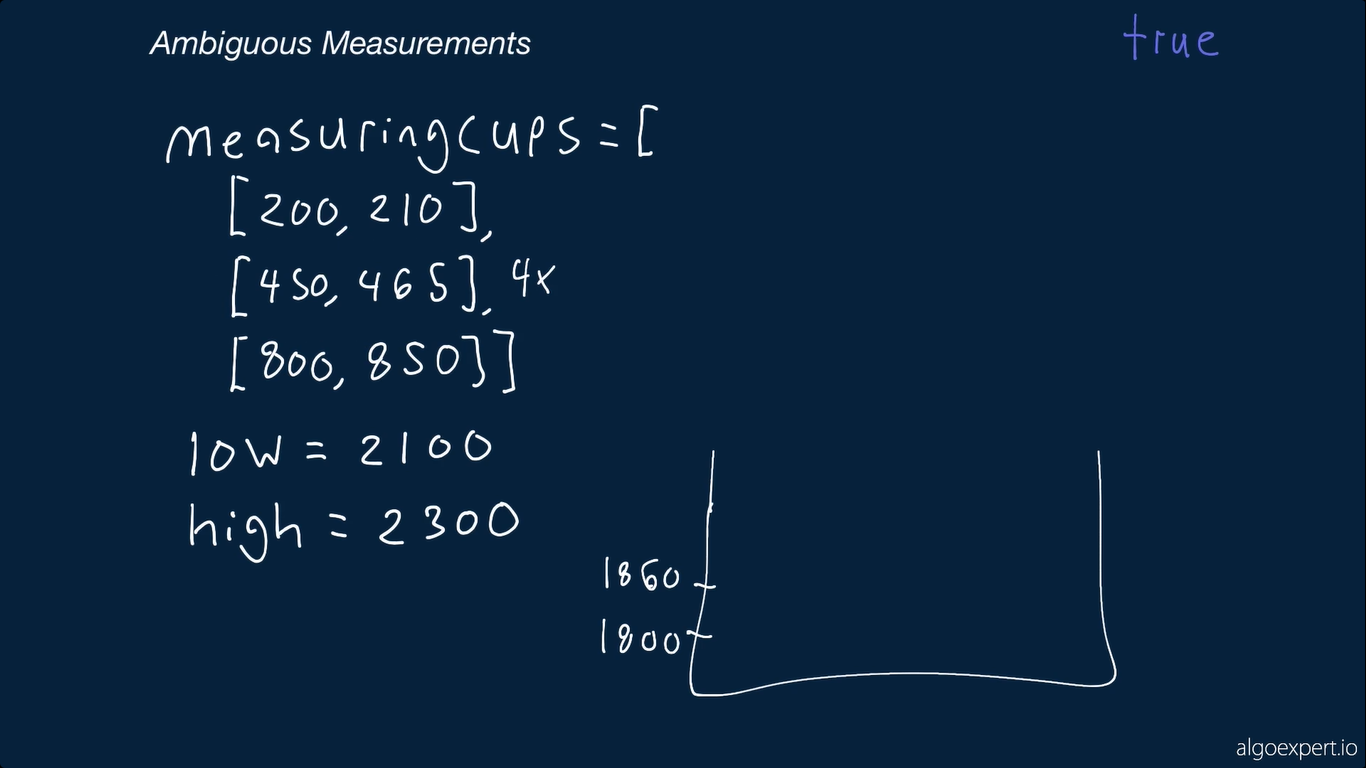 Ambiguous Measurements
true
measuringcups = [
[200, 210],
[450, 465], 4x
[800, 850]]
low = 2100
high = 2300
1860
1800
algoexpert.io